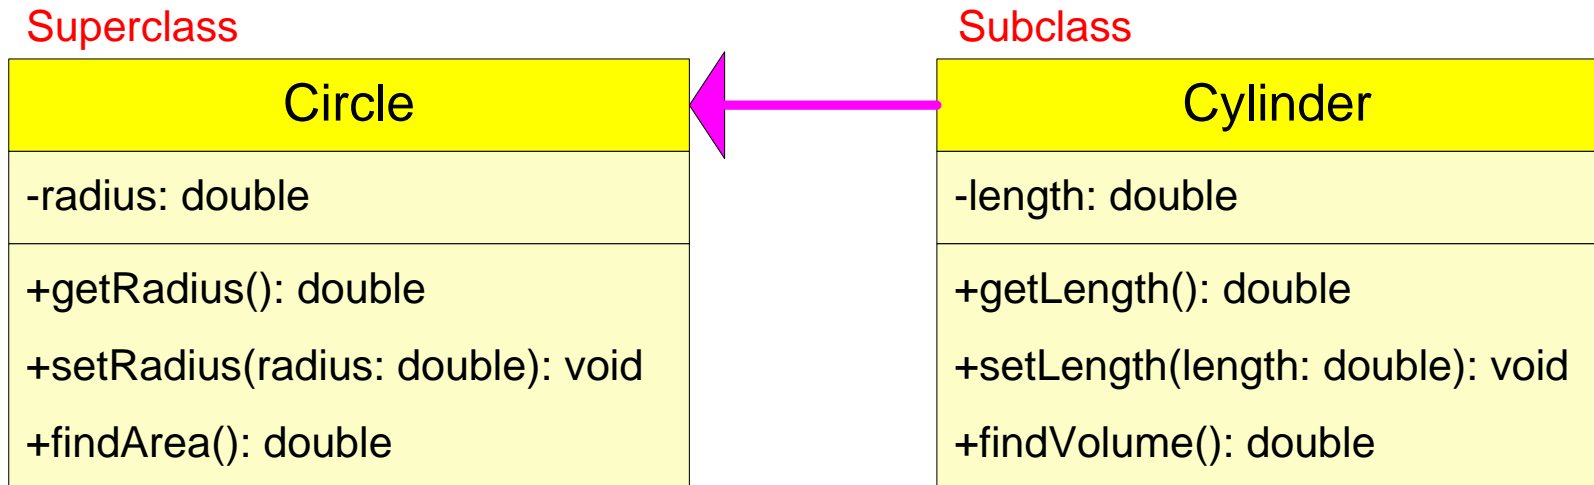 Superclass
Circle
-radius: double
+getRadius(): double
+setRadius(radius: double): void
+findArea(): double
Subclass
Cylinder
-length: double
+getLength(): double
+setLength(length: double): void
+findVolume(): double